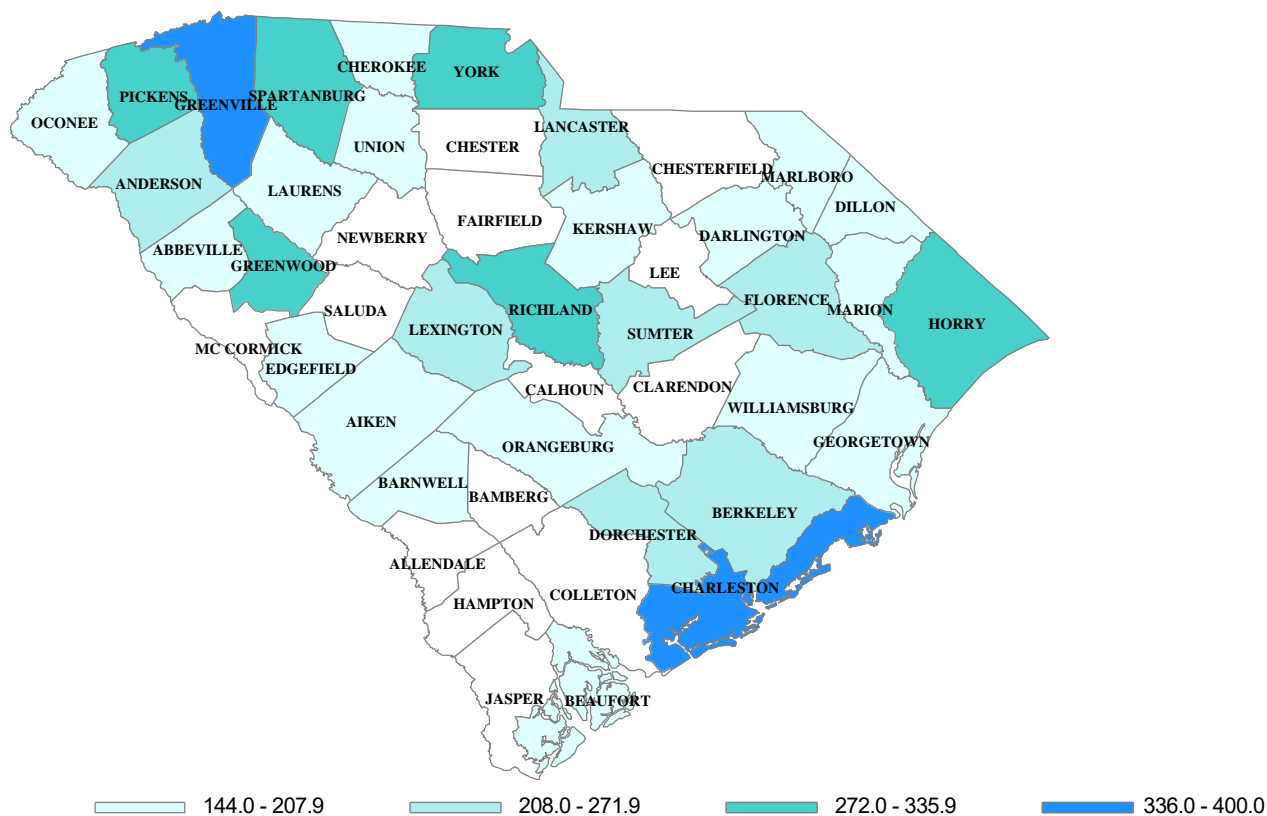 CHEROKEE
YORK
PICKENS
GREENVILLE
SPARTANBURG
OCONEE
LANCASTER
UNION
CHESTER
CHESTERFIELD
MARLBORO
ANDERSON
LAURENS
DILLON
FAIRFIELD
KERSHAW
DARLINGTON
NEWBERRY
ABBEVILLE
GREENWOOD
LEE
FLORENCE
MARION
SALUDA
RICHLAND
HORRY
LEXINGTON
SUMTER
MC CORMICK
EDGEFIELD
CALHOUN
CLARENDON
WILLIAMSBURG
AIKEN
GEORGETOWN
ORANGEBURG
BARNWELL
BAMBERG
BERKELEY
DORCHESTER
ALLENDALE
CHARLESTON
COLLETON
HAMPTON
JASPER
BEAUFORT
144.0 - 207.9
208.0 - 271.9
272.0 - 335.9
336.0 - 400.0